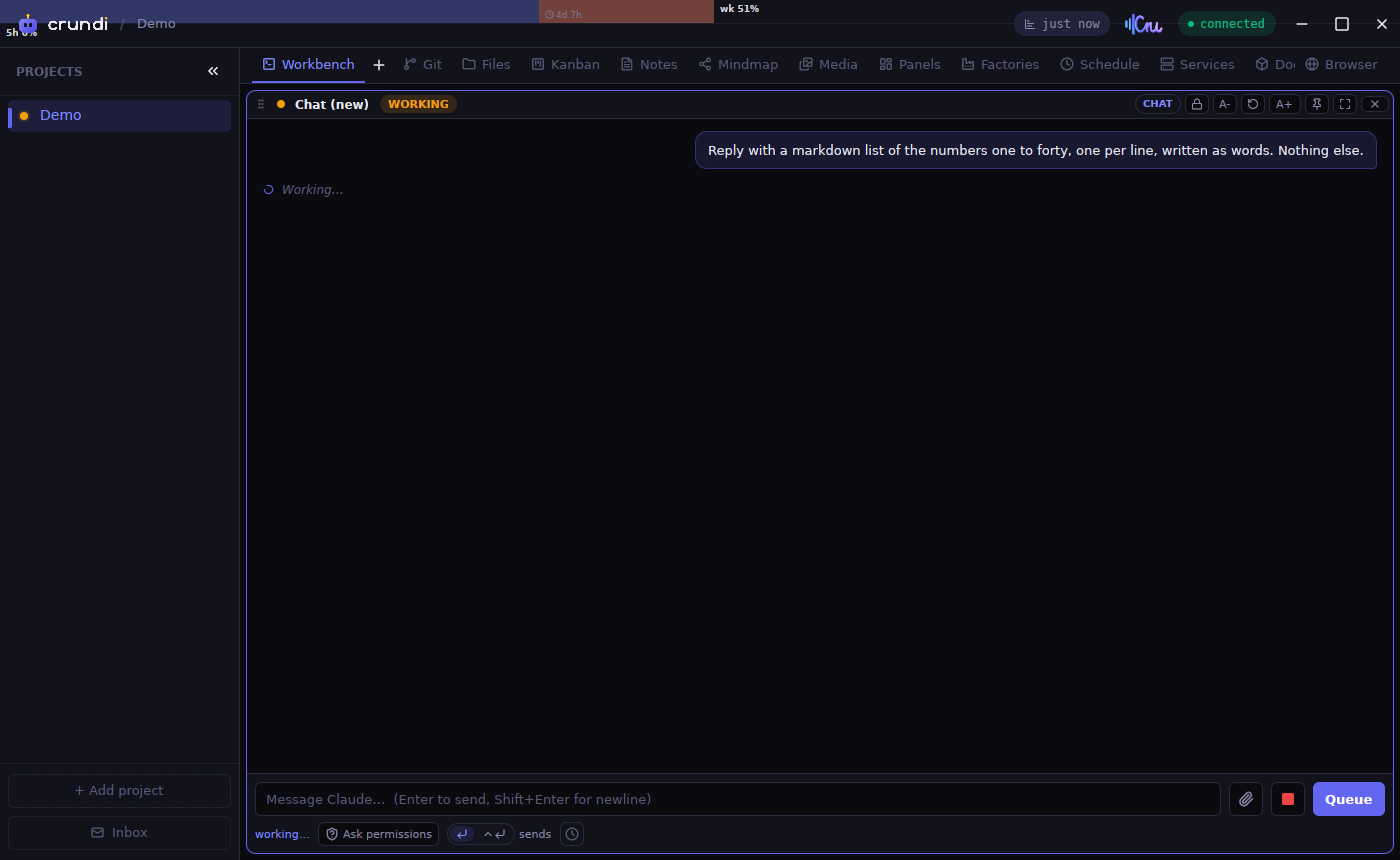 wk 51%
4d 7h
crundi / Demo
just now
Cru
connected
PROJECTS
Workbench
Git
Files
Kanban
Notes
Mindmap
Media
Panels
Factories
Schedule
Services
Browser
Demo
Chat (new)
WORKING
CHAT
A-
A+
Reply with a markdown list of the numbers one to forty, one per line, written as words. Nothing else.
Working...
+ Add project
Inbox
Message Claude... (Enter to send, Shift+Enter for newline)
Queue
working...
Ask permissions
sends